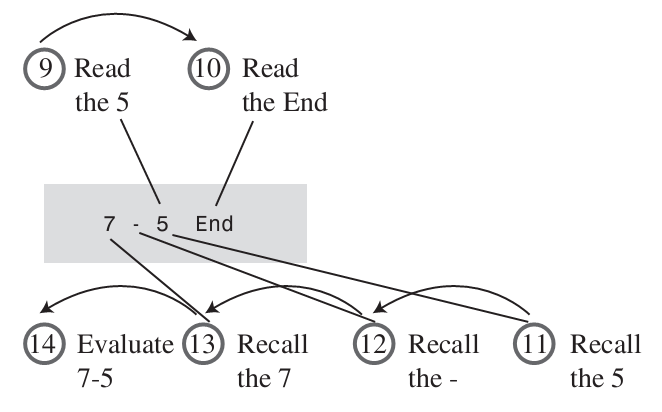 9 Read 10 Read
the 5 the End
7 - 5 End
14 Evaluate 13 Recall 12 Recall 11 Recall
7-5 the 7 the - the 5